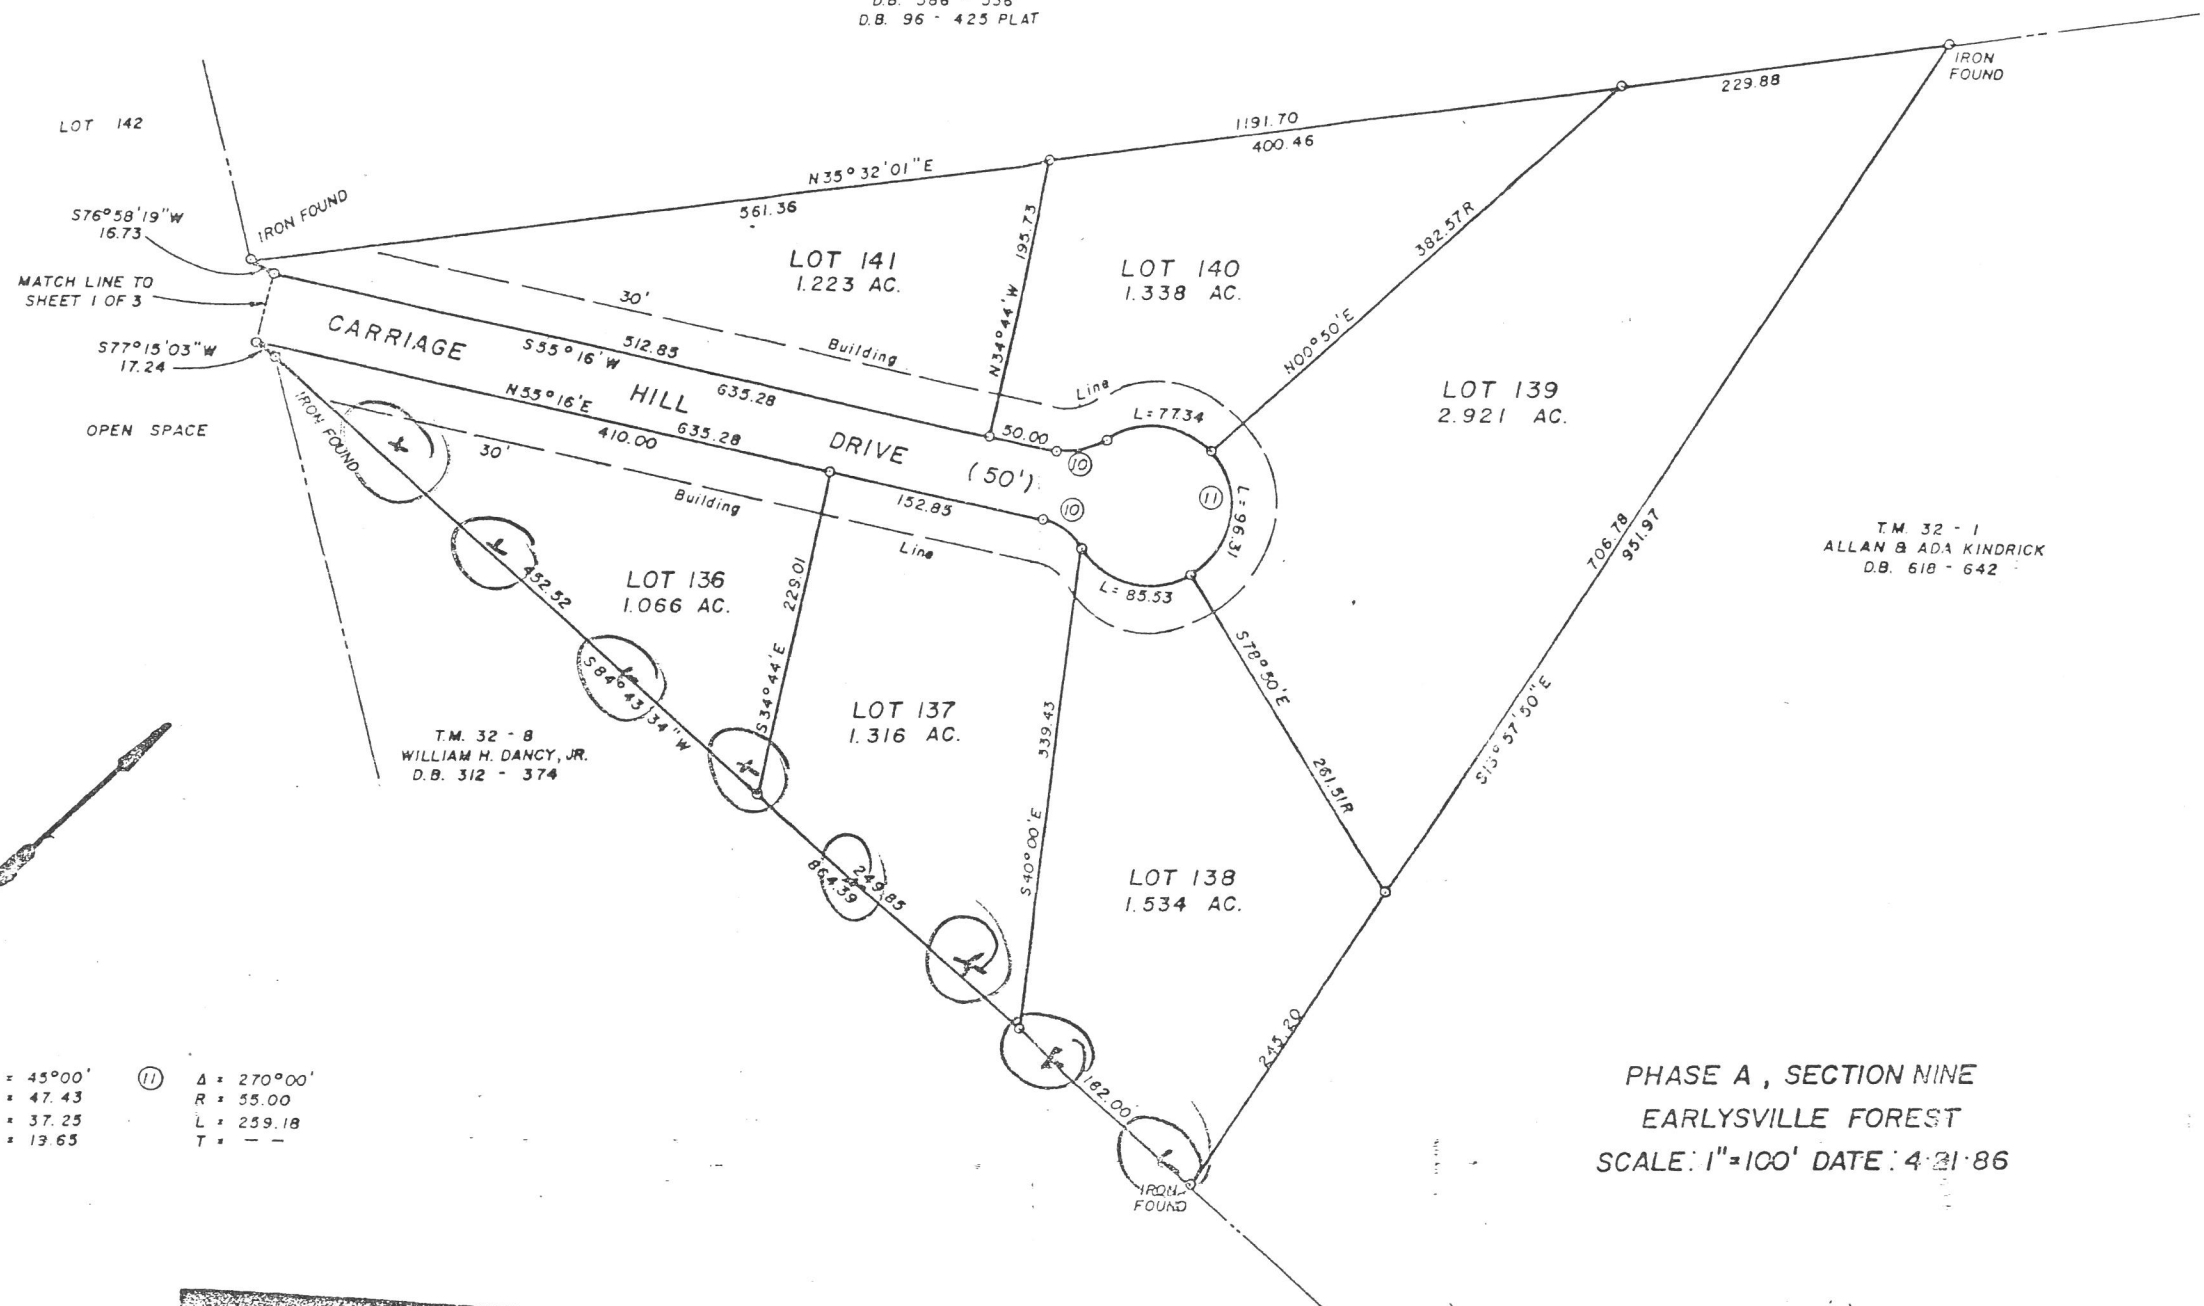 D.B. 96 - 425 PLAT
IRON
FOUND
229.88
LOT 142
1191.70
400.46
N35°32'01"E
561.36
S76°58'19"W
16.73
IRON FOUND
MATCH LINE TO
SHEET 1 OF 3
S77°15'03"W
17.24
OPEN SPACE
LOT 141
1.223 AC.
N34°44'W 195.73
LOT 140
1.338 AC.
382.57R
N00°50'E
LOT 139
2.921 AC.
30'
Building
Line
CARRIAGE
HILL
DRIVE
(50')
S55°16'W
512.85
635.28
50.00
10
L=77.34
11
L=96.31
N55°16'E
410.00
635.28
152.85
10
L=85.53
IRON FOUND
30'
Building
Line
LOT 136
1.066 AC.
452.52
S84°43'34"W
S34°44'E
229.01
LOT 137
1.316 AC.
339.43
S40°00'E
S78°50'E
261.51R
706.78
951.97
S13°57'50"E
T.M. 32 - 1
ALLAN & ADA KINDRICK
D.B. 618 - 642
T.M. 32 - 8
WILLIAM H. DANCY, JR.
D.B. 312 - 374
249.85
864.39
LOT 138
1.534 AC.
245.20
162.00
IRON
FOUND
= 45°00'
= 47.43
= 37.25
= 19.65
11
Δ = 270°00'
R = 55.00
L = 259.18
T = - -
PHASE A, SECTION NINE
EARLYSVILLE FOREST
SCALE: 1"=100' DATE: 4·21·86